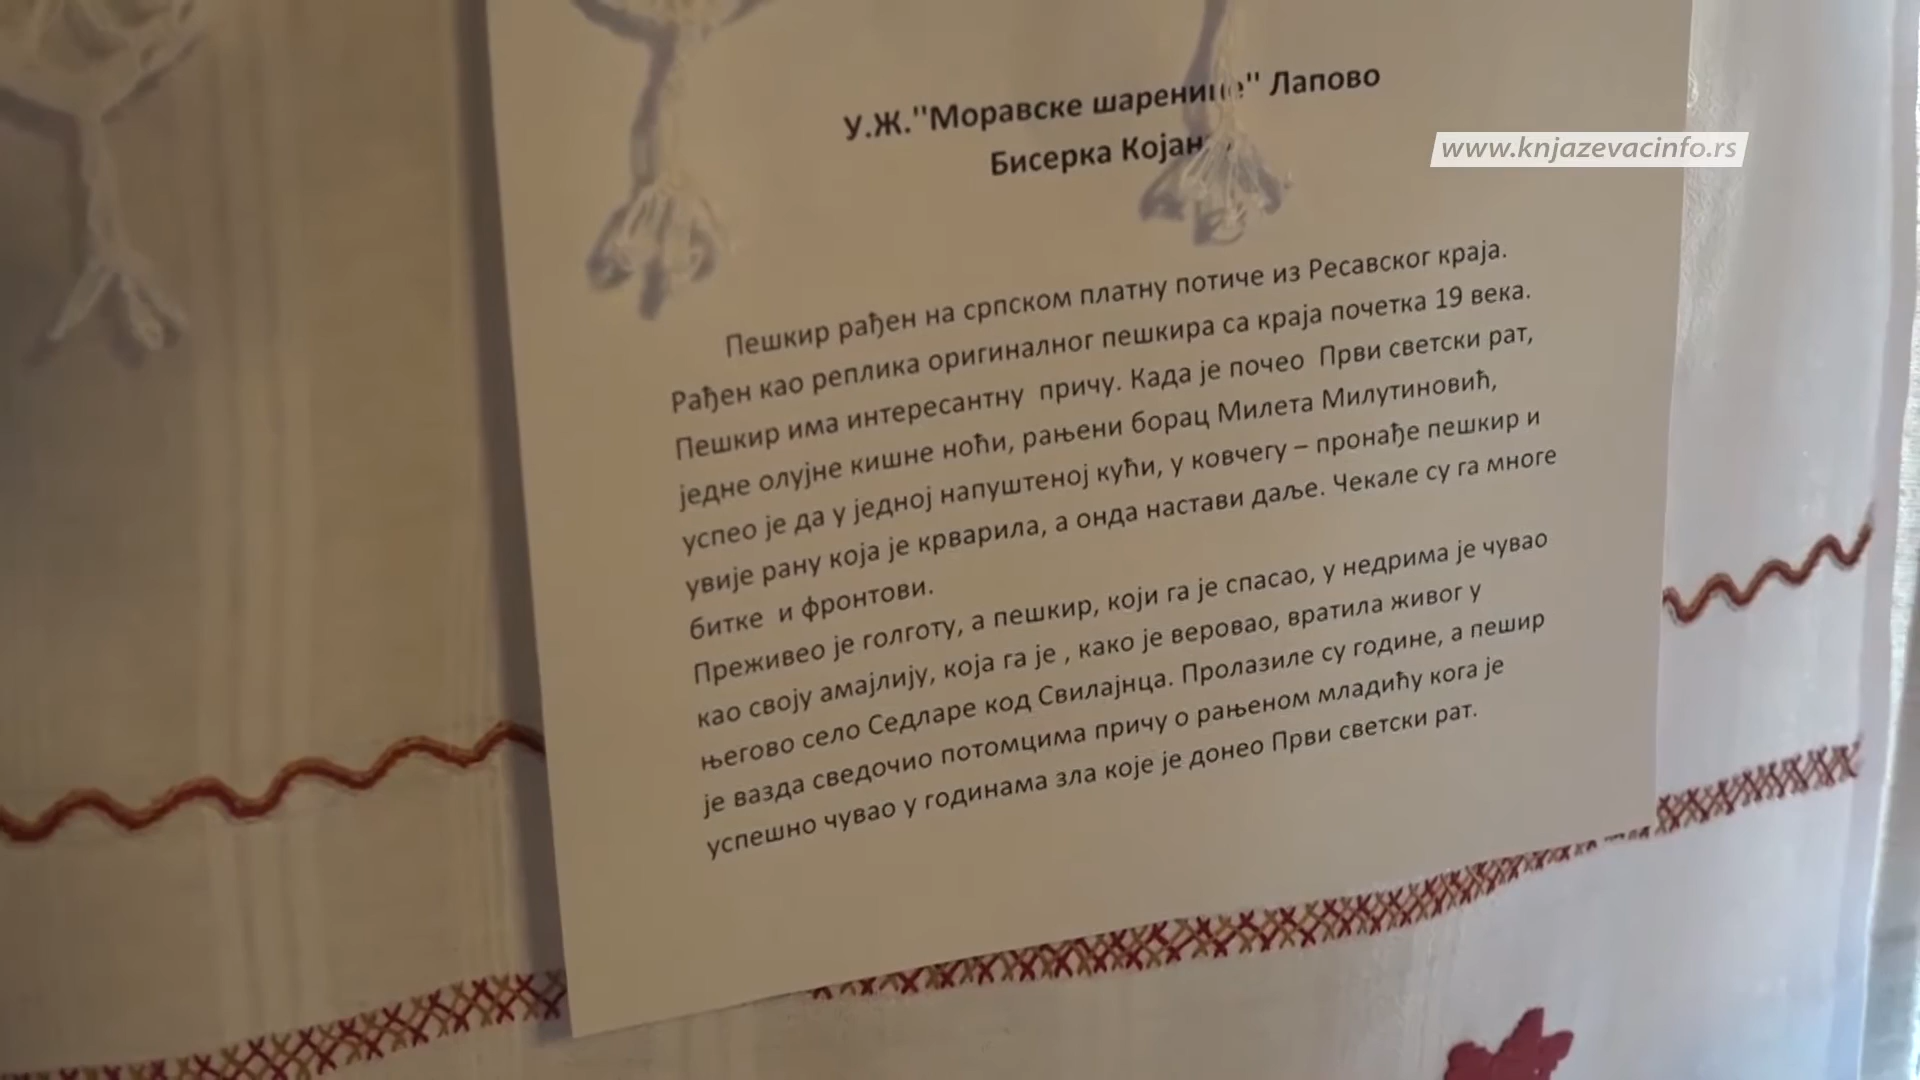 У.Ж."Моравске шаренице" Лапово
Бисерка
www.knjazevacinfo.rs
Пешкир рађен на српском платну потиче из Ресавског краја.
Рађен као реплика оригиналног пешкира са краја почетка 19 века.
Пешкир има интересантну причу. Када је почео Први светски рат,
једне олујне кишне ноћи, рањени борац Милета Милутиновић,
успео је да у једној напуштеној кући, у ковчегу – пронађе пешкир и
увије рану која је крварила, а онда настави даље. Чекале су га многе
битке и фронтови.
Преживео је голготу, а пешкир, који га је спасао, у недрима је чувао
као своју амајлију, која га је , како је веровао, вратила живог у
његово село Седларе код Свилајнца. Пролазиле су године, а пешир
је вазда сведочио потомцима причу о рањеном младићу кога је
успешно чувао у годинама зла које је донео Први светски рат.